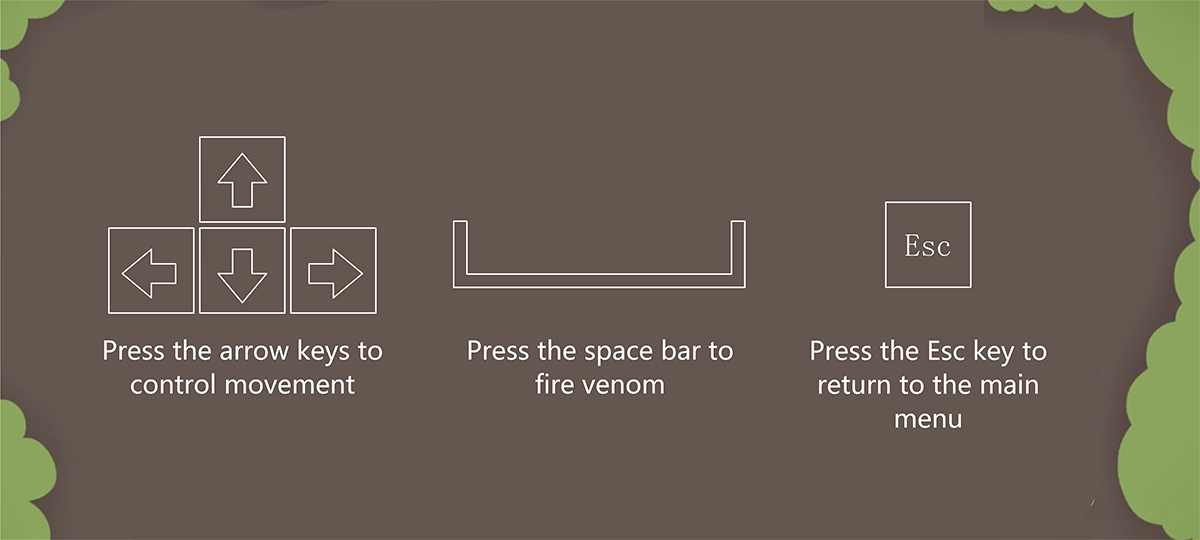 Esc
Press the arrow keys to
control movement
Press the space bar to
fire venom
Press the Esc key to
return to the main
menu